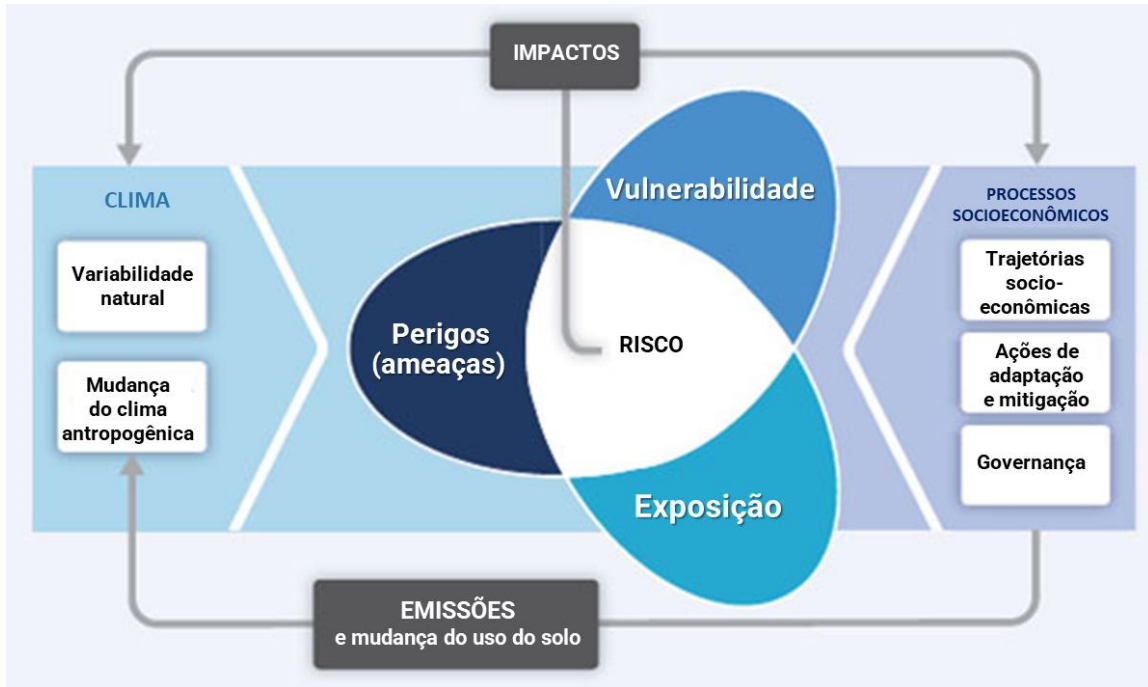 IMPACTOS
CLIMA
Variabilidade
natural
Mudança
do clima
antropogênica
Vulnerabilidade
Perigos
(ameaças)
RISCO
Exposição
PROCESSOS
SOCIOECONÔMICOS
Trajetórias
socio-
econômicas
Ações de
adaptação
e mitigação
Governança
EMISSÕES
e mudança do uso do solo